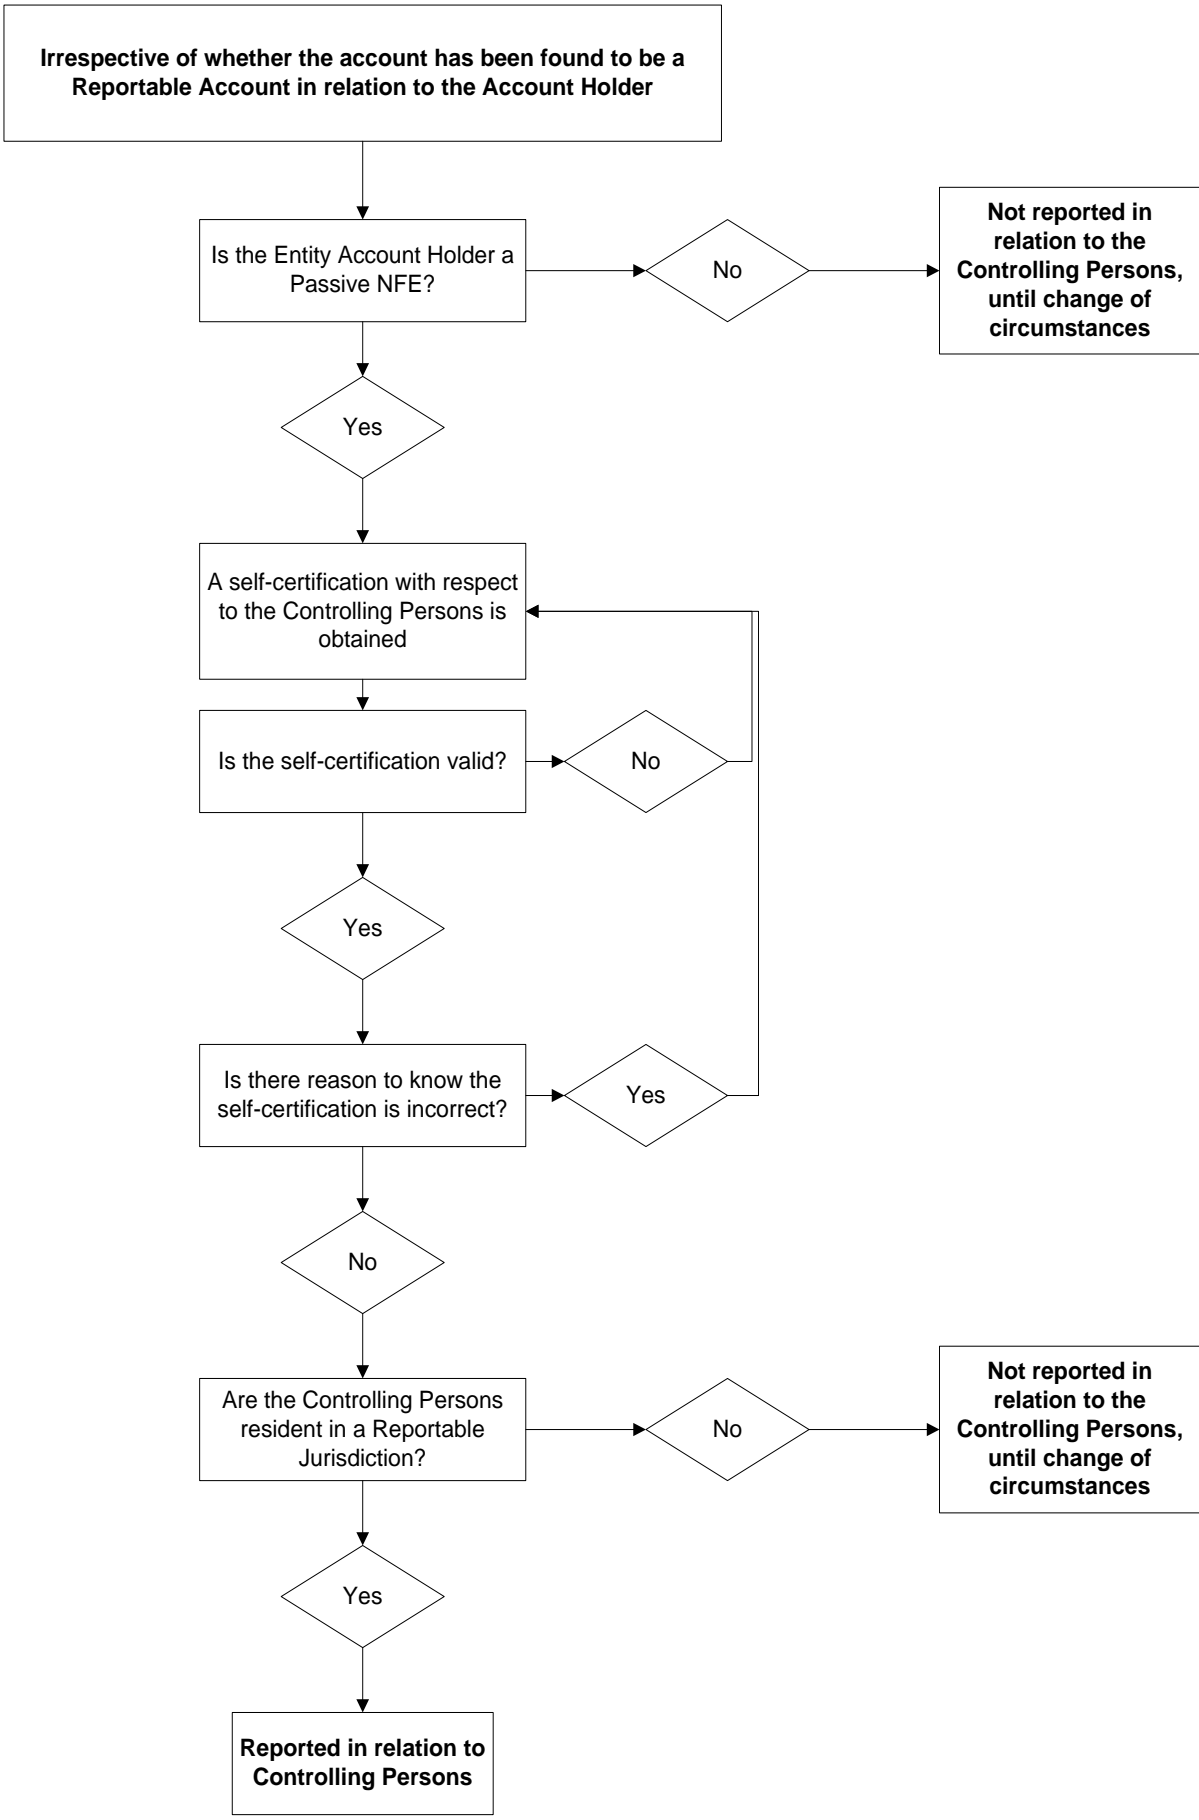 Irrespective of whether the account has been found to be a
Reportable Account in relation to the Account Holder
Is the Entity Account Holder a
Passive NFE?
No
Not reported in
relation to the
Controlling Persons,
until change of
circumstances
Yes
A self-certification with respect
to the Controlling Persons is
obtained
Is the self-certification valid?
No
Yes
Is there reason to know the
self-certification is incorrect?
Yes
No
Are the Controlling Persons
resident in a Reportable
Jurisdiction?
No
Not reported in
relation to the
Controlling Persons,
until change of
circumstances
Yes
Reported in relation to
Controlling Persons